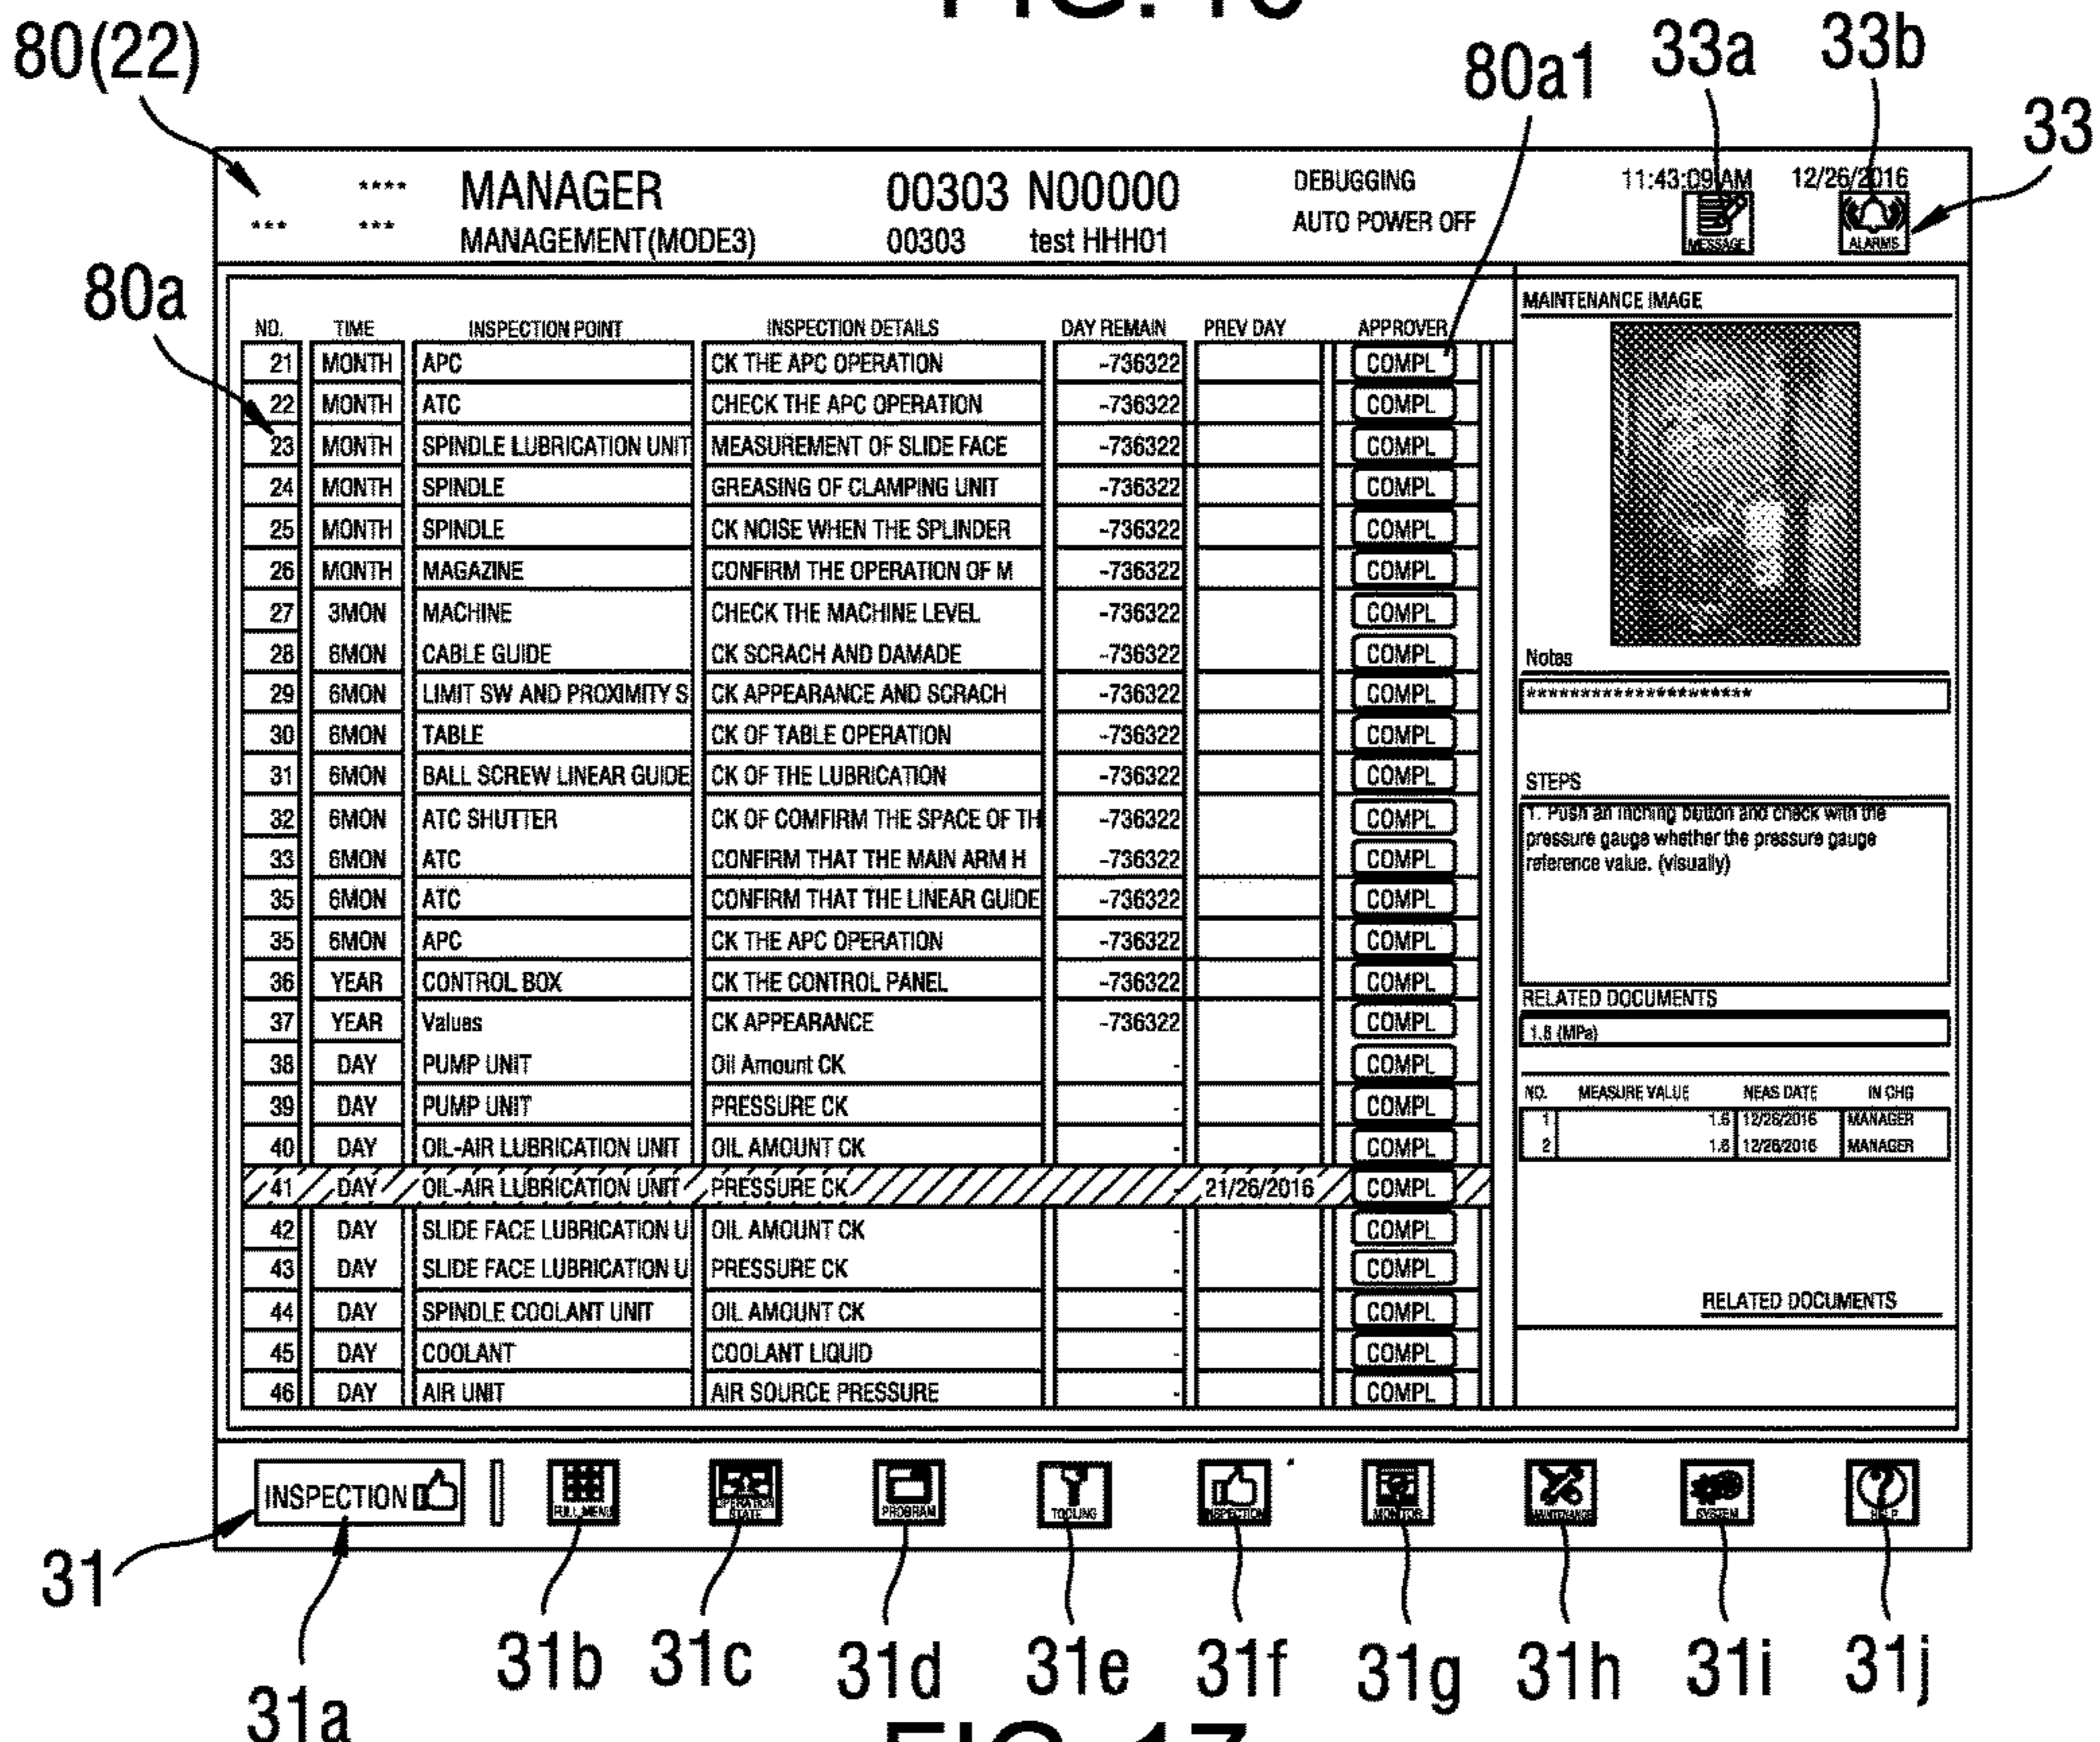 80(22)
80a1
33a
33b
33
80a
**** MANAGER 00303 N00000 DEBUGGING 11:43:09 AM 12/26/2016
*** *** MANAGEMENT(MODE3) 00303 test HHH01 AUTO POWER OFF
MESSAGE ALARMS
NO. TIME INSPECTION POINT INSPECTION DETAILS DAY REMAIN PREV DAY APPROVER
21 MONTH APC CK THE APC OPERATION -736322 COMPL
22 MONTH ATC CHECK THE APC OPERATION -736322 COMPL
23 MONTH SPINDLE LUBRICATION UNIT MEASUREMENT OF SLIDE FACE -736322 COMPL
24 MONTH SPINDLE GREASING OF CLAMPING UNIT -736322 COMPL
25 MONTH SPINDLE CK NOISE WHEN THE SPLINDER -736322 COMPL
26 MONTH MAGAZINE CONFIRM THE OPERATION OF M -736322 COMPL
27 3MON MACHINE CHECK THE MACHINE LEVEL -736322 COMPL
28 6MON CABLE GUIDE CK SCRACH AND DAMADE -736322 COMPL
29 6MON LIMIT SW AND PROXIMITY S CK APPEARANCE AND SCRACH -736322 COMPL
30 6MON TABLE CK OF TABLE OPERATION -736322 COMPL
31 6MON BALL SCREW LINEAR GUIDE CK OF THE LUBRICATION -736322 COMPL
32 6MON ATC SHUTTER CK OF COMFIRM THE SPACE OF TH -736322 COMPL
33 6MON ATC CONFIRM THAT THE MAIN ARM H -736322 COMPL
35 6MON ATC CONFIRM THAT THE LINEAR GUIDE -736322 COMPL
35 6MON APC CK THE APC OPERATION -736322 COMPL
36 YEAR CONTROL BOX CK THE CONTROL PANEL -736322 COMPL
37 YEAR Values CK APPEARANCE -736322 COMPL
38 DAY PUMP UNIT Oil Amount CK - COMPL
39 DAY PUMP UNIT PRESSURE CK - COMPL
40 DAY OIL-AIR LUBRICATION UNIT OIL AMOUNT CK - COMPL
41 DAY OIL-AIR LUBRICATION UNIT PRESSURE CK - 21/26/2016 COMPL
42 DAY SLIDE FACE LUBRICATION U OIL AMOUNT CK - COMPL
43 DAY SLIDE FACE LUBRICATION U PRESSURE CK - COMPL
44 DAY SPINDLE COOLANT UNIT OIL AMOUNT CK - COMPL
45 DAY COOLANT COOLANT LIQUID - COMPL
46 DAY AIR UNIT AIR SOURCE PRESSURE - COMPL
MAINTENANCE IMAGE
Notes
*********************
STEPS
1. Push an inching button and check with the
pressure gauge whether the pressure gauge
reference value. (visually)
RELATED DOCUMENTS
(MPa)
NO. MEASURE VALUE NEAS DATE IN CHG
1 1.6 12/26/2016 MANAGER
2 1.6 12/26/2016 MANAGER
RELATED DOCUMENTS
INSPECTION FULL MENU OPERATION STATE PROGRAM TOOLING INSPECTION MONITOR MAINTENANCE SYSTEM HELP
31
31a
31b 31c 31d 31e 31f 31g 31h 31i 31j